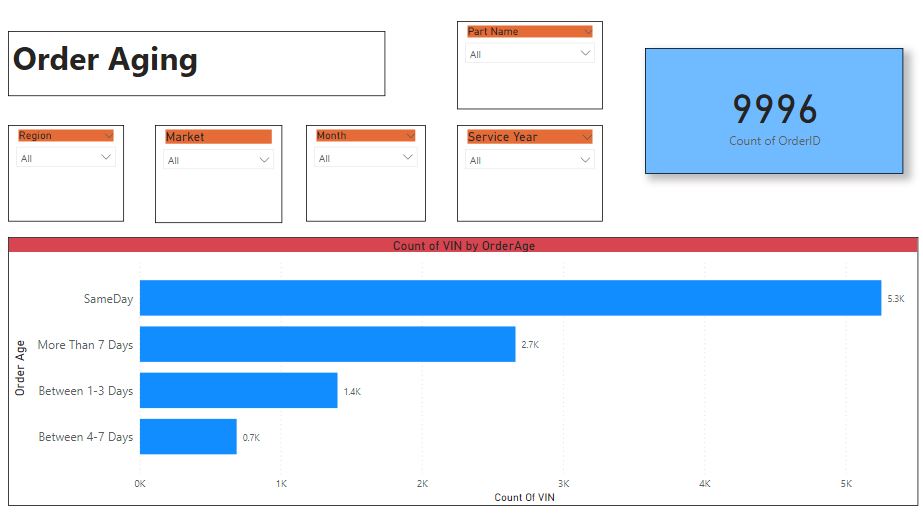 Order Aging
Part Name
All
9996
Count of OrderID
Region
All
Market
All
Month
All
Service Year
All
Count of VIN by OrderAge
Order Age
SameDay
5.3K
More Than 7 Days
2.7K
Between 1-3 Days
1.4K
Between 4-7 Days
0.7K
0K 1K 2K 3K 4K 5K
Count Of VIN